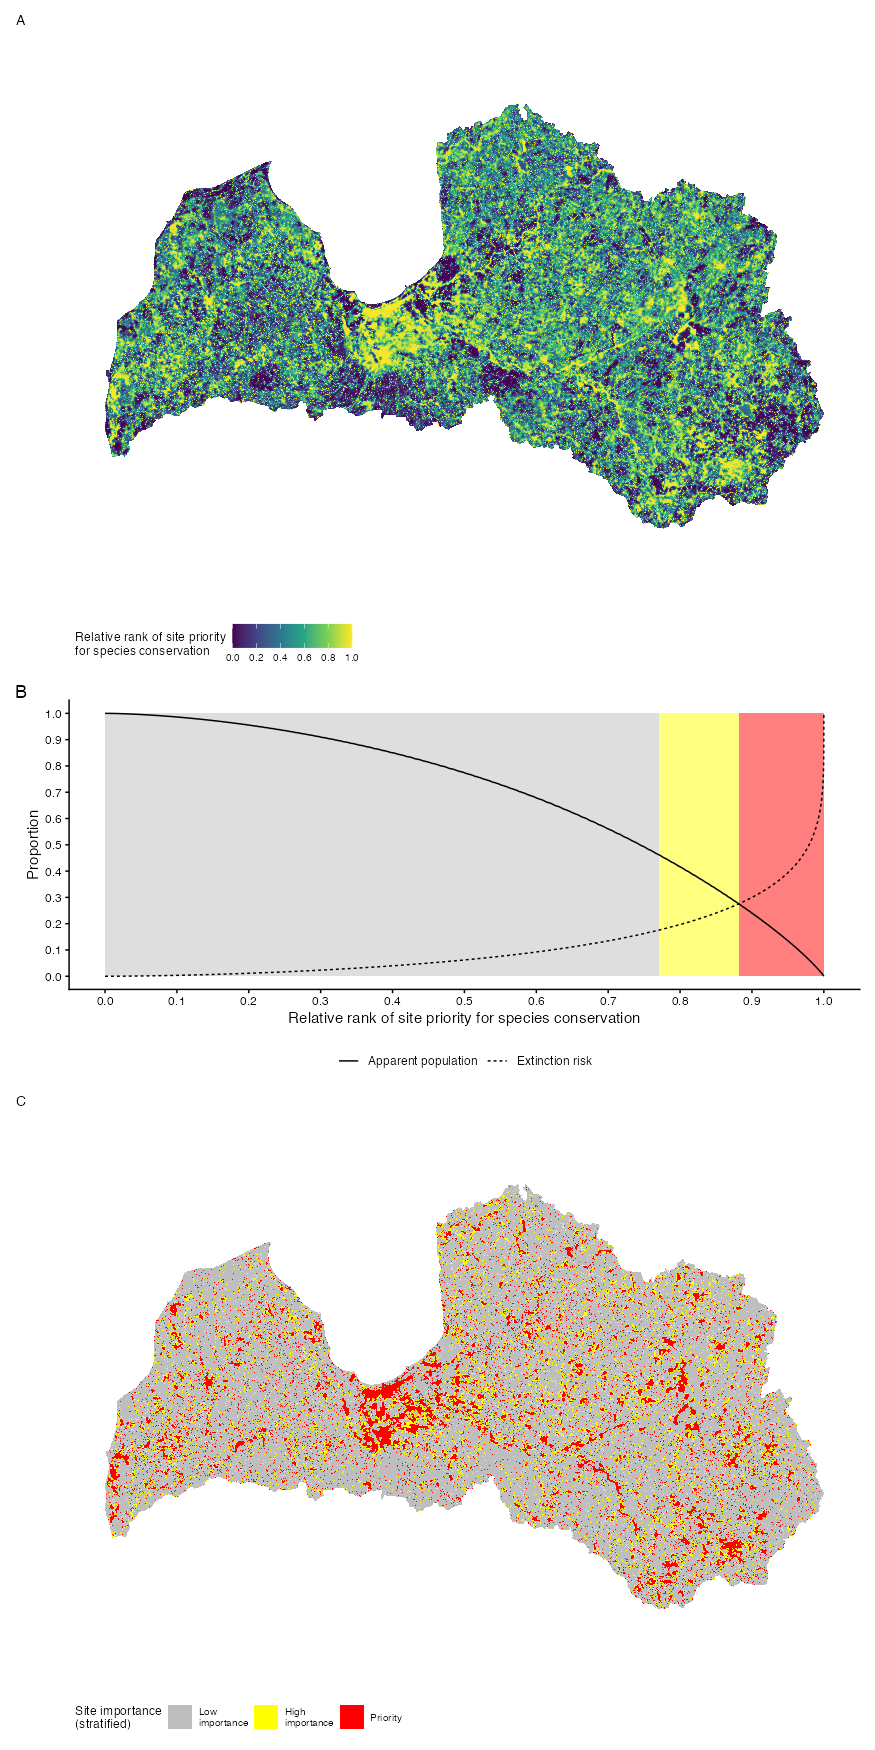 A
Relative rank of site priority
for species conservation
0.0 0.2 0.4 0.6 0.8 1.0
B
Proportion
1.0
0.9
0.8
0.7
0.6
0.5
0.4
0.3
0.2
0.1
0.0
0.0 0.1 0.2 0.3 0.4 0.5 0.6 0.7 0.8 0.9 1.0
Relative rank of site priority for species conservation
Apparent population Extinction risk
C
Site importance
(stratified)
Low
importance
High
importance
Priority